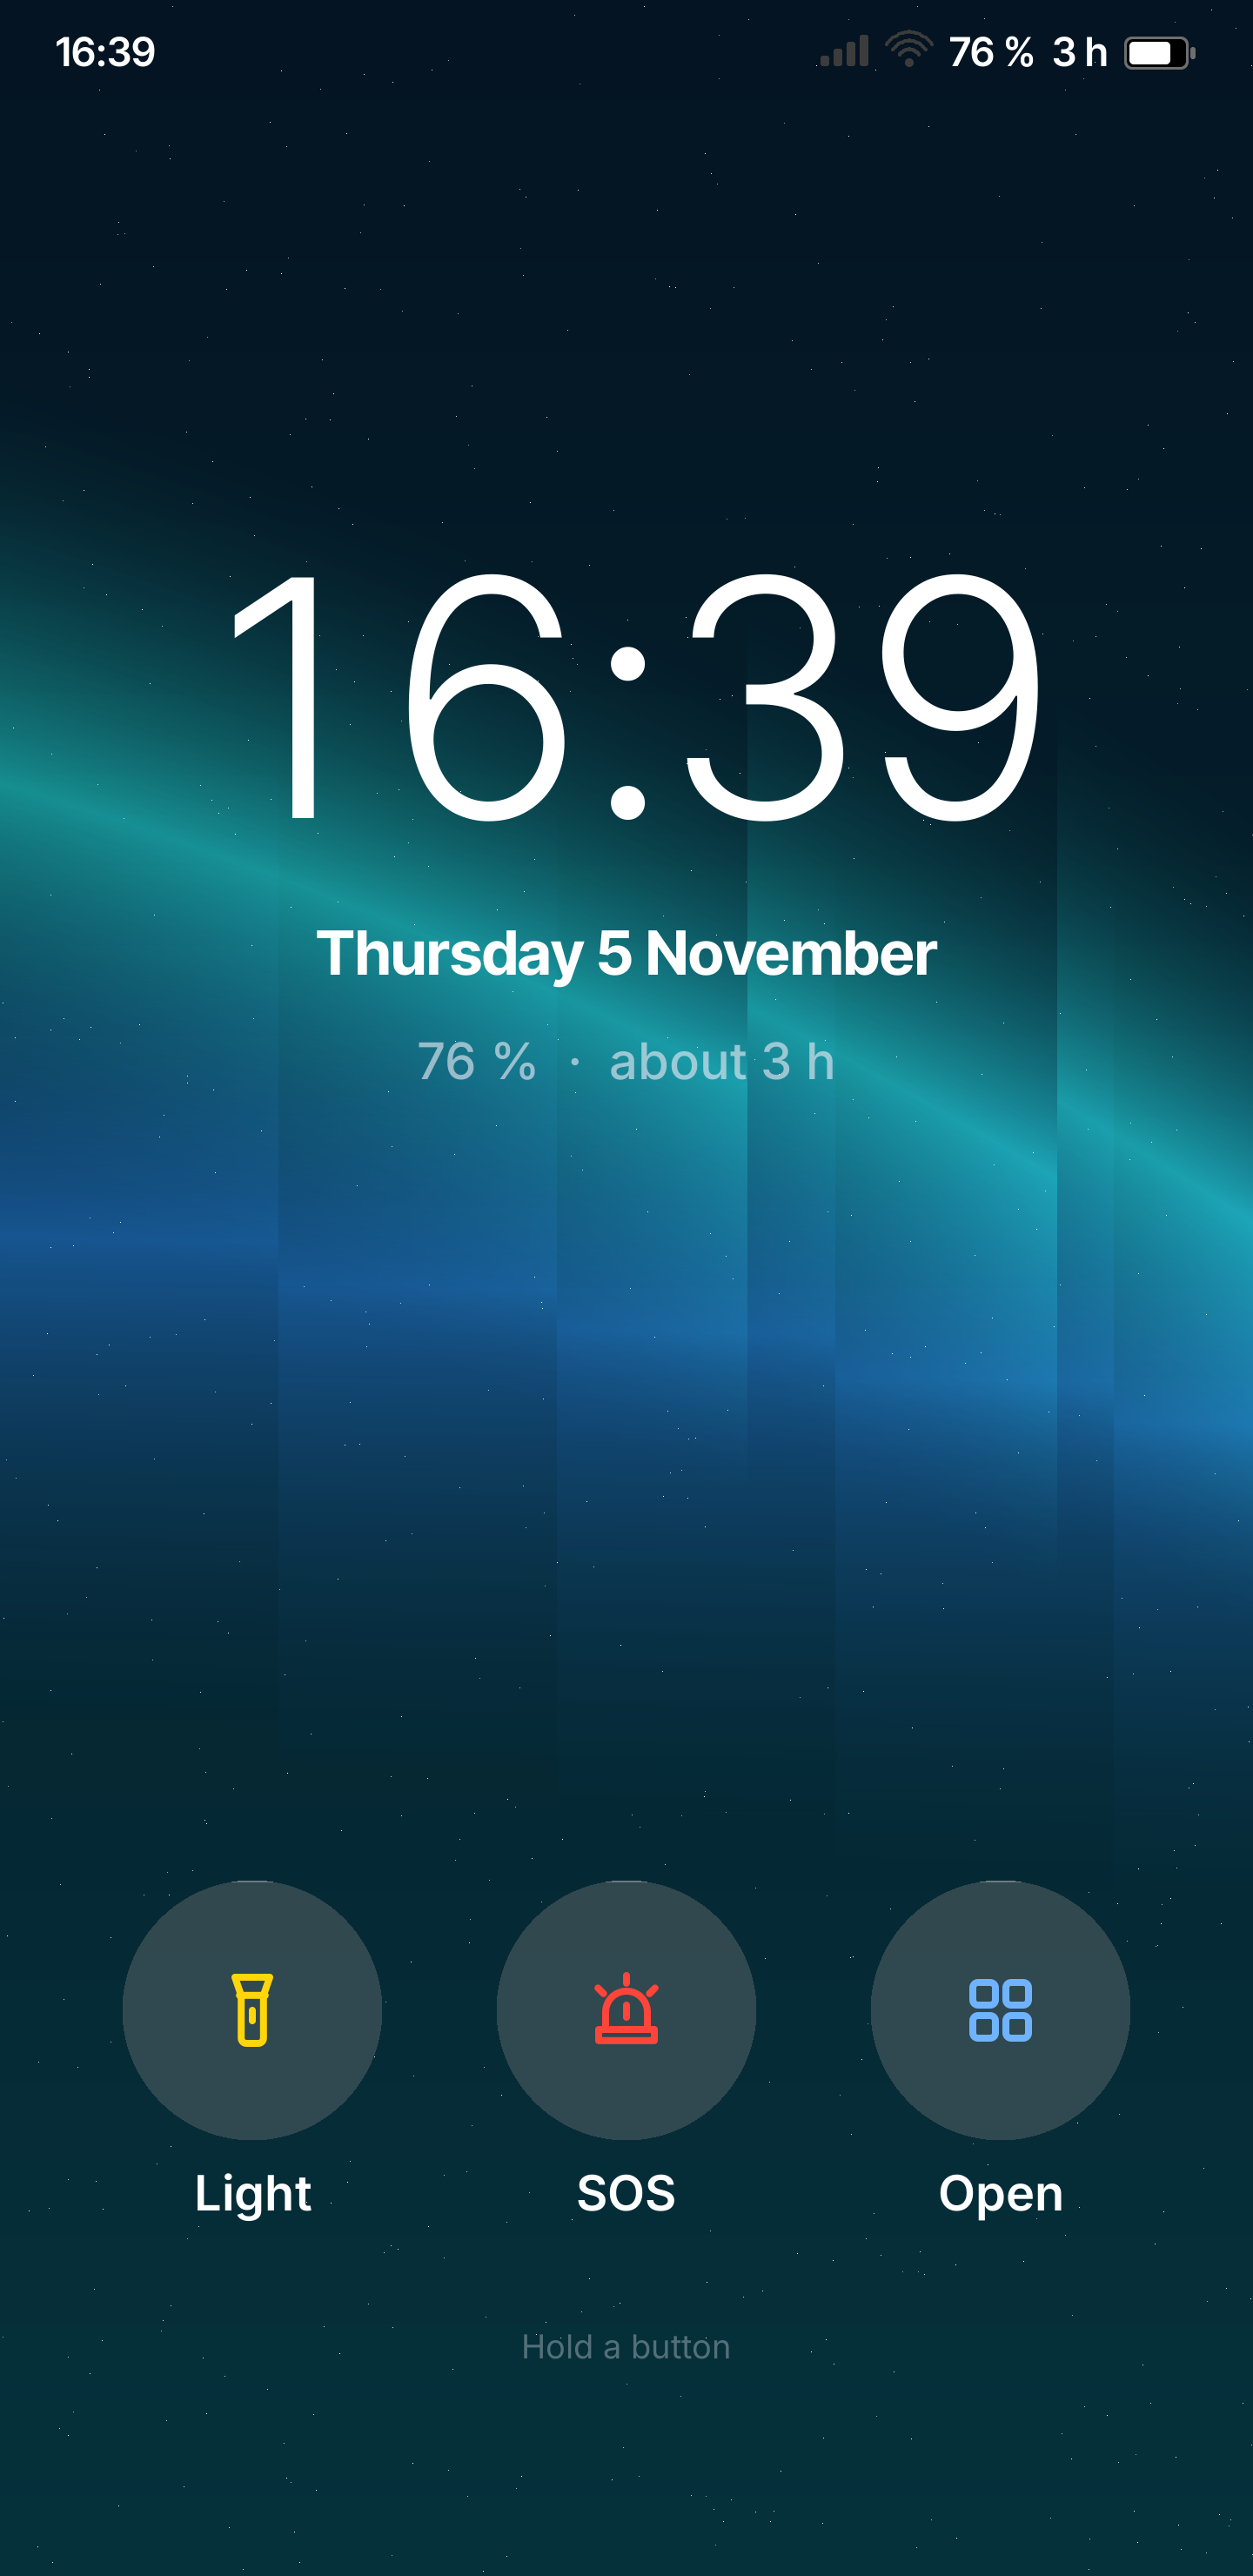 16:39 76 % 3 h
16:39
Thursday 5 November
76 % · about 3 h
Light SOS Open
Hold a button